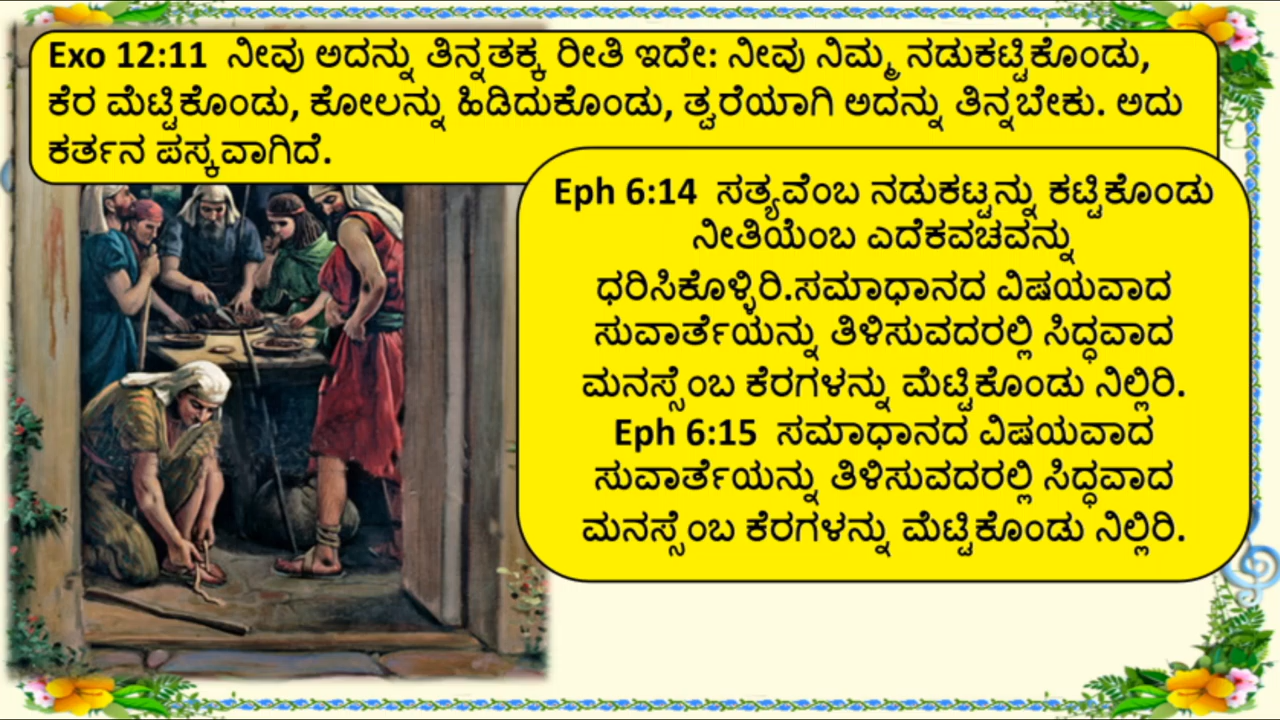 Exo 12:11 ನೀವು ಅದನ್ನು ತಿನ್ನತಕ್ಕ ರೀತಿ ಇದೇ: ನೀವು ನಿಮ್ಮ ನಡುಕಟ್ಟಿಕೊಂಡು,
ಕೆರ ಮೆಟ್ಟಿಕೊಂಡು, ಕೋಲನ್ನು ಹಿಡಿದುಕೊಂಡು, ತ್ವರೆಯಾಗಿ ಅದನ್ನು ತಿನ್ನಬೇಕು. ಅದು
ಕರ್ತನ ಪಸ್ಕವಾಗಿದೆ.
Eph 6:14 ಸತ್ಯವೆಂಬ ನಡುಕಟ್ಟನ್ನು ಕಟ್ಟಿಕೊಂಡು
ನೀತಿಯೆಂಬ ಎದೆಕವಚವನ್ನು
ಧರಿಸಿಕೊಳ್ಳಿರಿ.ಸಮಾಧಾನದ ವಿಷಯವಾದ
ಸುವಾರ್ತೆಯನ್ನು ತಿಳಿಸುವದರಲ್ಲಿ ಸಿದ್ಧವಾದ
ಮನಸ್ಸೆಂಬ ಕೆರಗಳನ್ನು ಮೆಟ್ಟಿಕೊಂಡು ನಿಲ್ಲಿರಿ.
Eph 6:15 ಸಮಾಧಾನದ ವಿಷಯವಾದ
ಸುವಾರ್ತೆಯನ್ನು ತಿಳಿಸುವದರಲ್ಲಿ ಸಿದ್ಧವಾದ
ಮನಸ್ಸೆಂಬ ಕೆರಗಳನ್ನು ಮೆಟ್ಟಿಕೊಂಡು ನಿಲ್ಲಿರಿ.